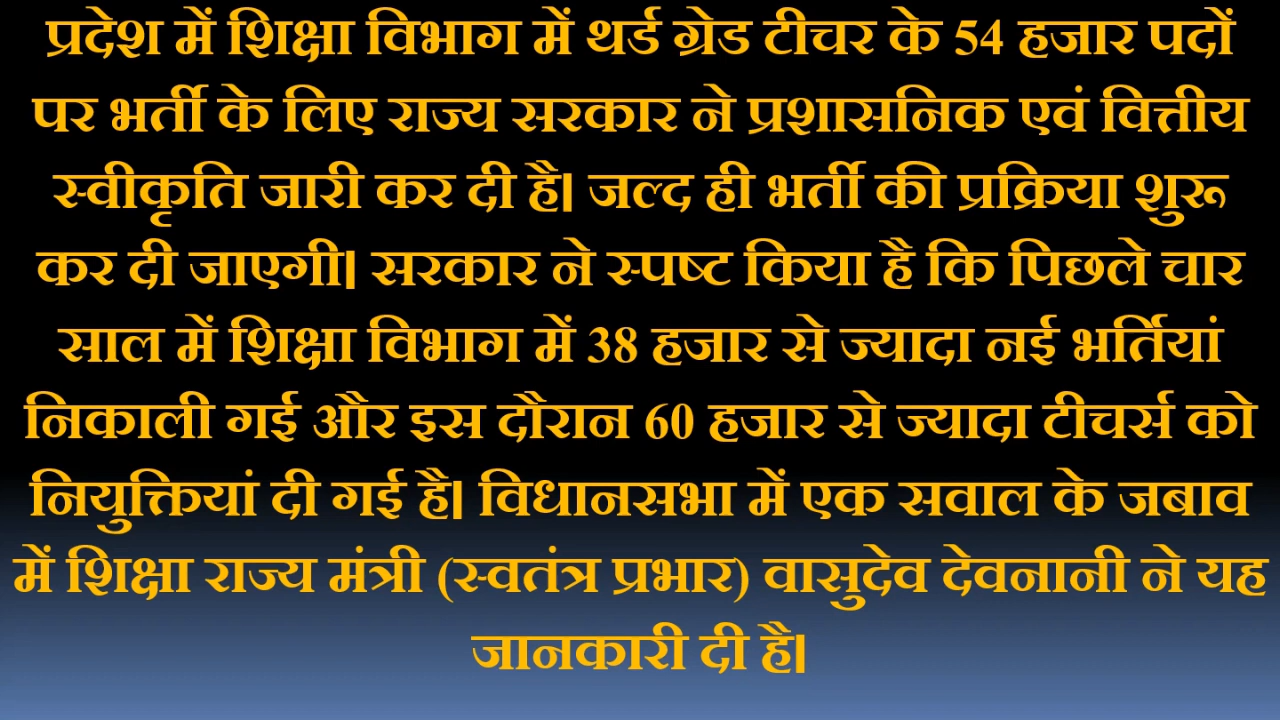 प्रदेश में शिक्षा विभाग में थर्ड ग्रेड टीचर के 54 हजार पदों
पर भर्ती के लिए राज्य सरकार ने प्रशासनिक एवं वित्तीय
स्वीकृति जारी कर दी है। जल्द ही भर्ती की प्रक्रिया शुरू
कर दी जाएगी। सरकार ने स्पष्ट किया है कि पिछले चार
साल में शिक्षा विभाग में 38 हजार से ज्यादा नई भर्तियां
निकाली गई और इस दौरान 60 हजार से ज्यादा टीचर्स को
नियुक्तियां दी गई है। विधानसभा में एक सवाल के जबाव
में शिक्षा राज्य मंत्री (स्वतंत्र प्रभार) वासुदेव देवनानी ने यह
जानकारी दी है।